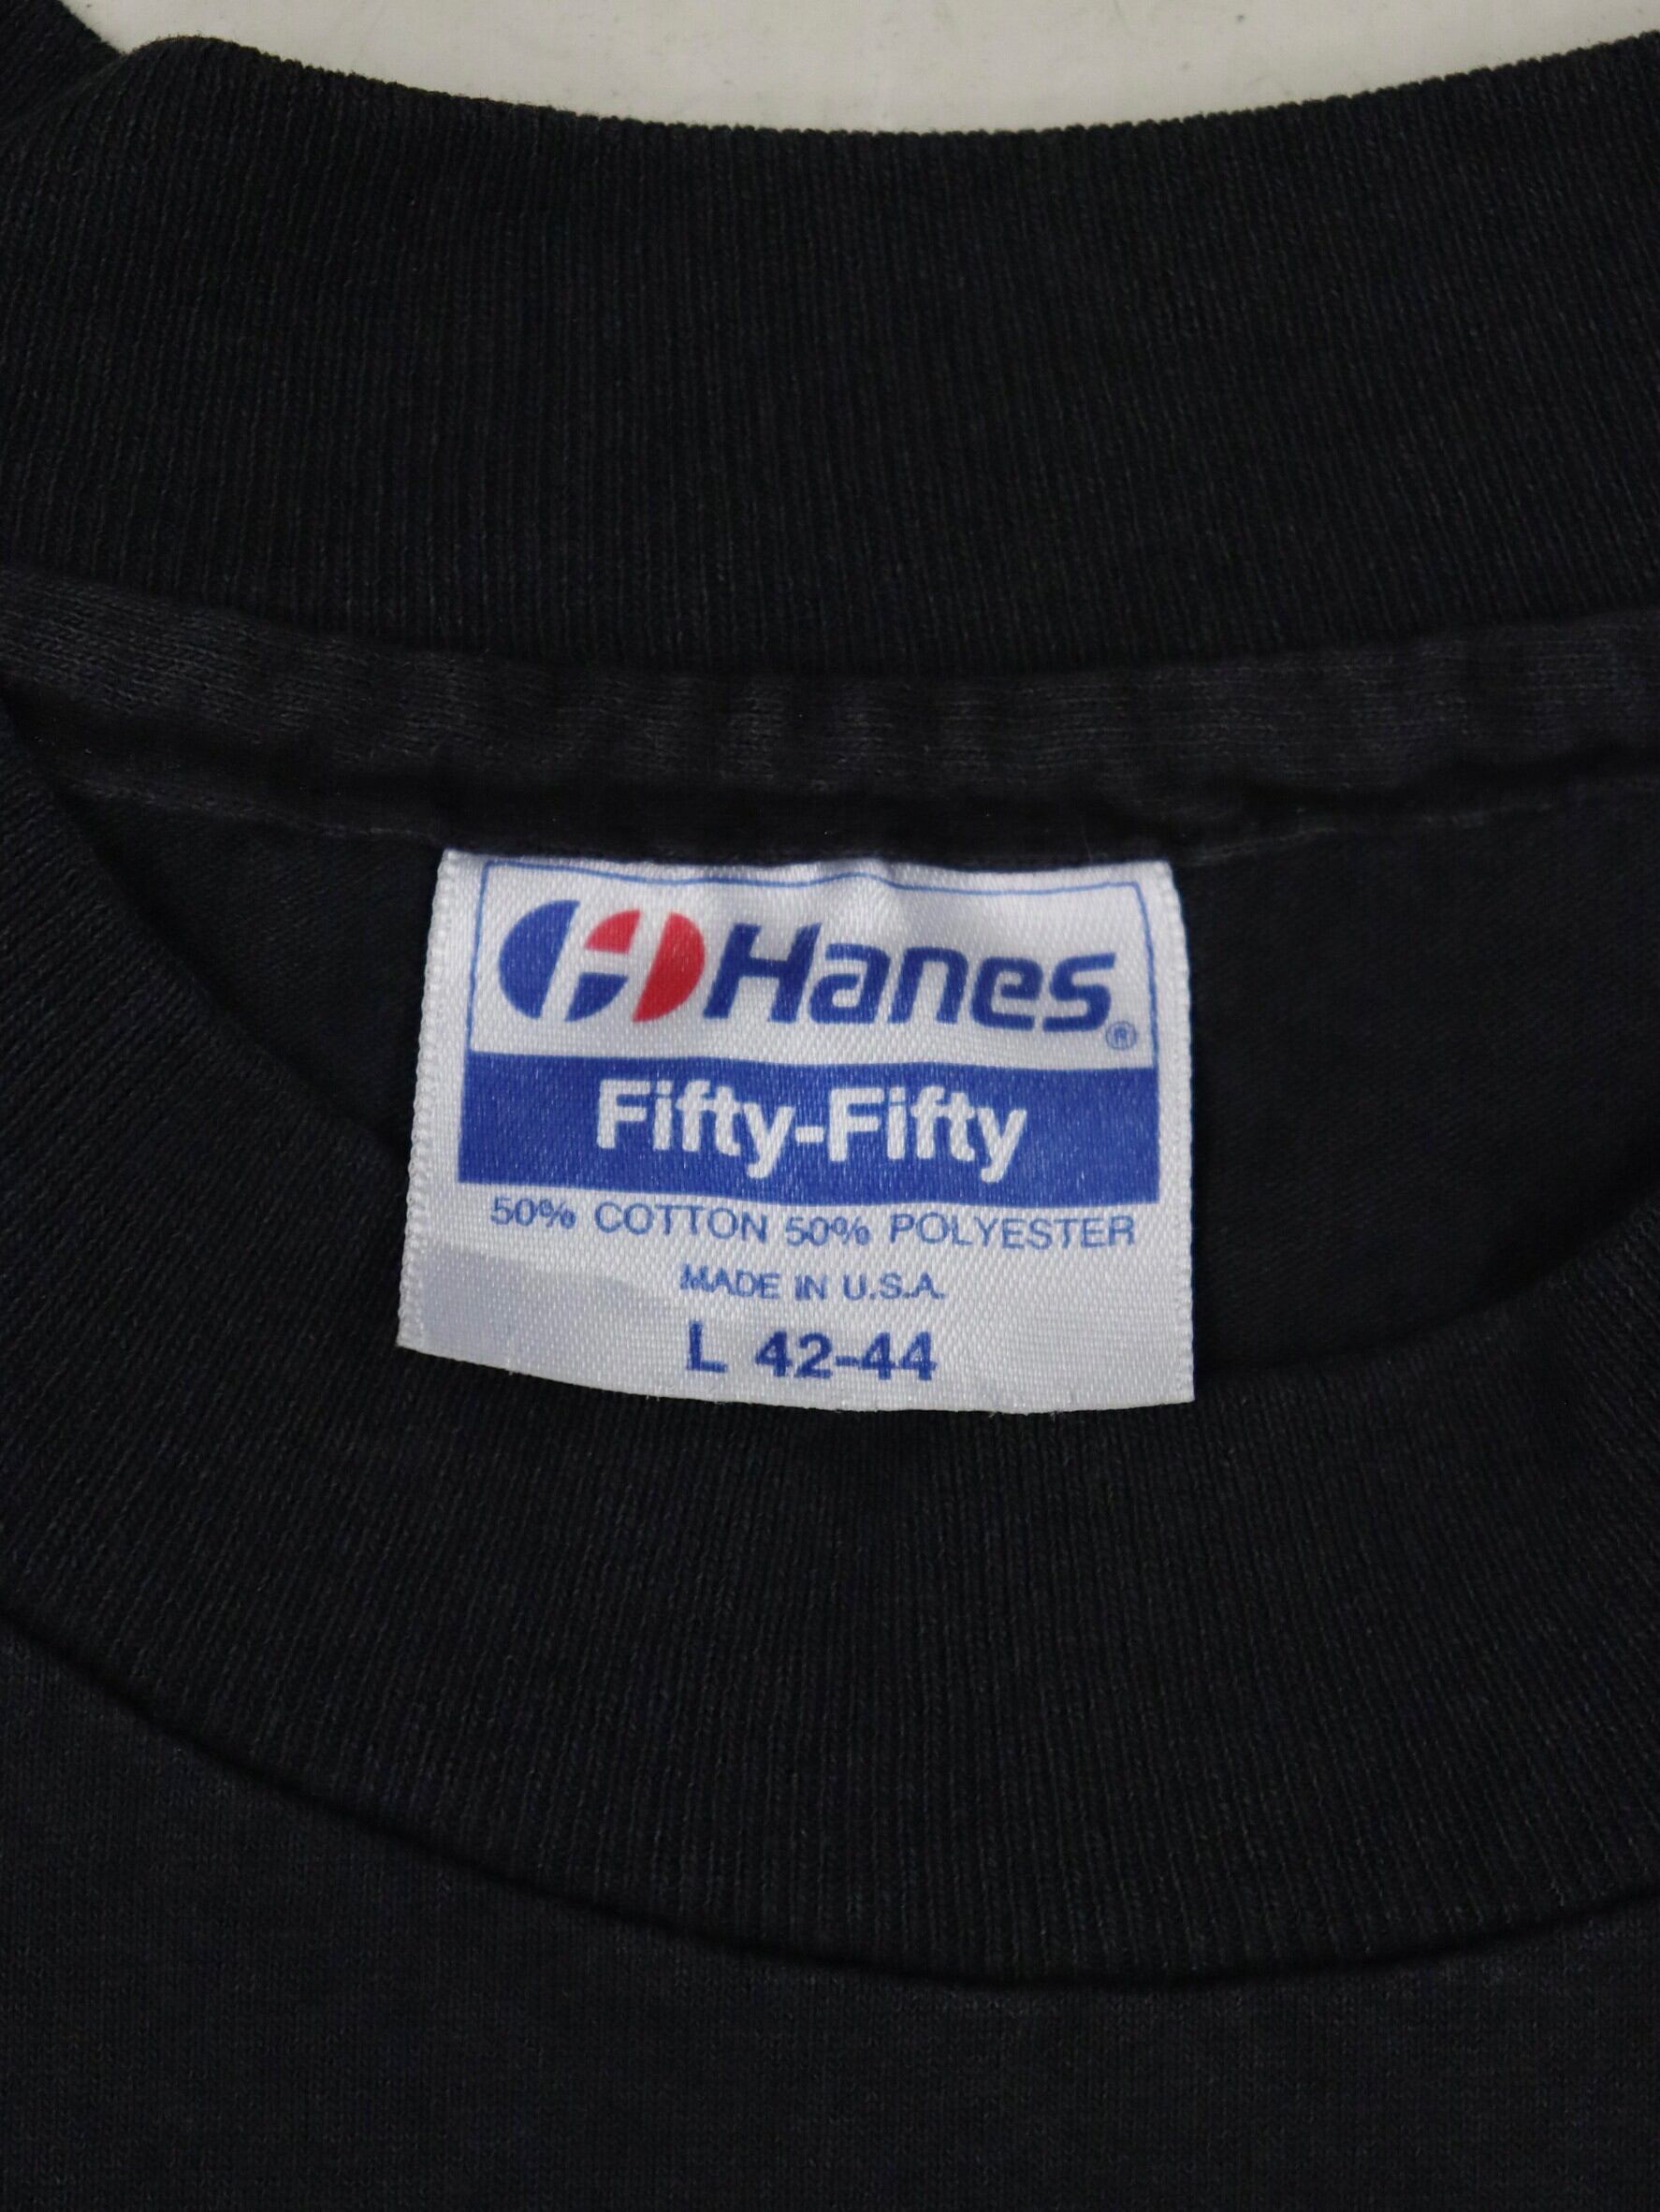 Hanes®
Fifty-Fifty
50% COTTON 50% POLYESTER
MADE IN U.S.A.
L 42-44